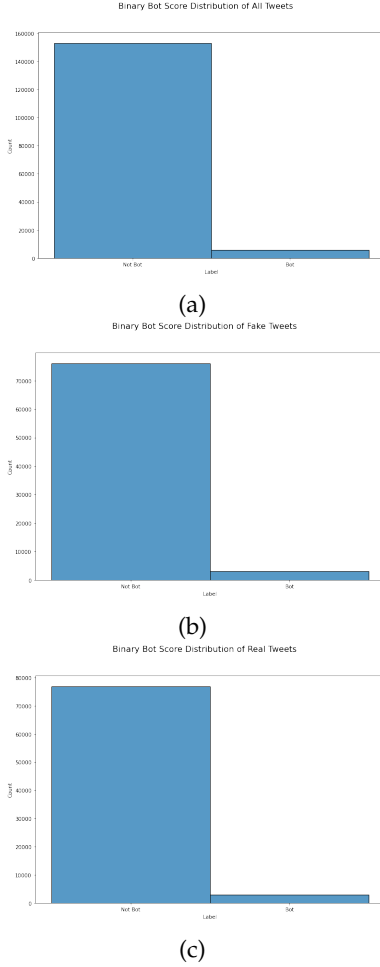 Binary Bot Score Distribution of All Tweets
160000
140000
120000
100000
80000
60000
40000
20000
0
Count
Not Bot Bot
Label
(a)
Binary Bot Score Distribution of Fake Tweets
70000
60000
50000
40000
30000
20000
10000
0
Count
Not Bot Bot
Label
(b)
Binary Bot Score Distribution of Real Tweets
80000
70000
60000
50000
40000
30000
20000
10000
0
Count
Not Bot Bot
Label
(c)